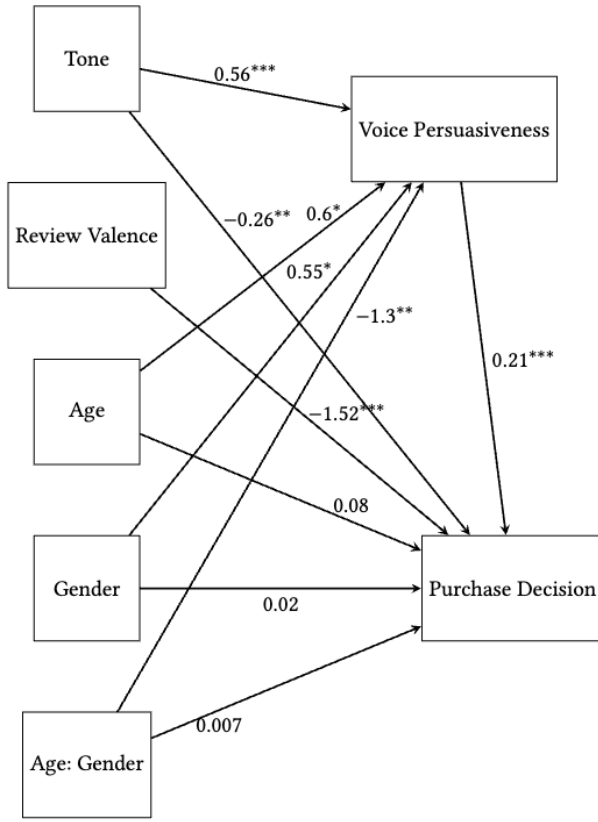 Tone
0.56***
Voice Persuasiveness
Review Valence
−0.26**
0.6*
0.55*
−1.3**
Age
0.21***
−1.52***
0.08
Gender
0.02
Purchase Decision
0.007
Age: Gender